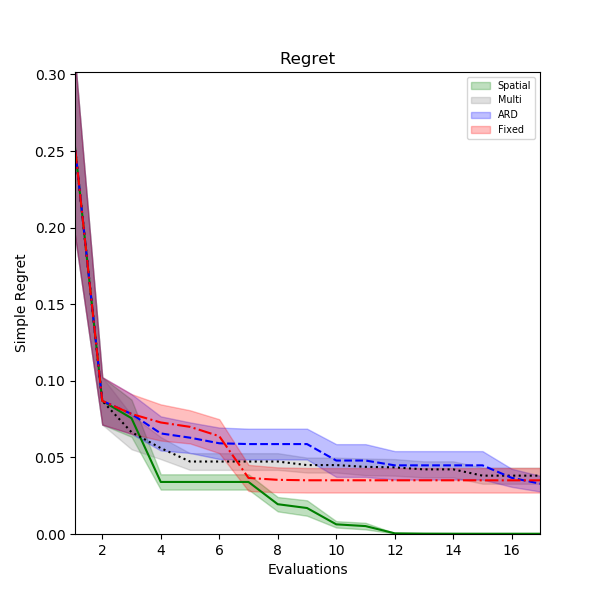 Regret
0.30
0.25
0.20
0.15
0.10
0.05
0.00
Simple Regret
Spatial
Multi
ARD
Fixed
2 4 6 8 10 12 14 16
Evaluations